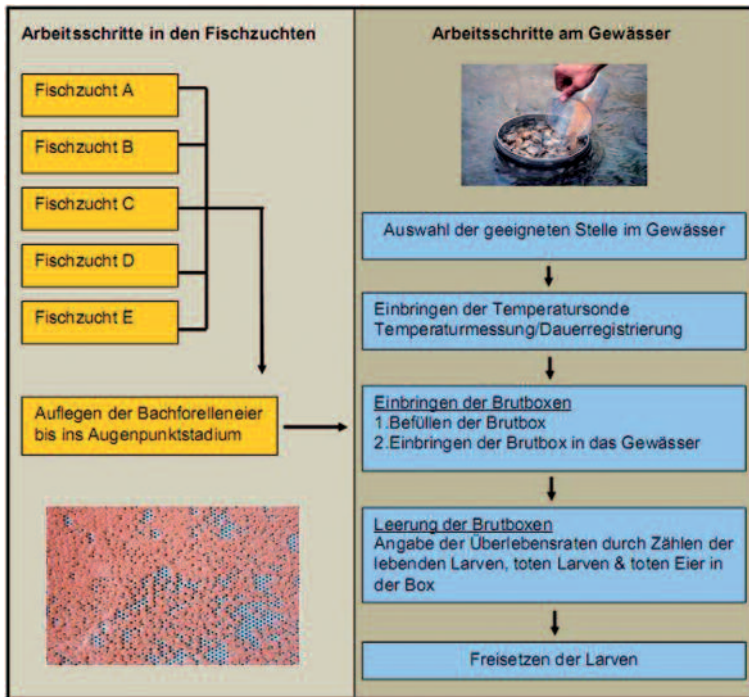 Arbeitsschritte in den Fischzuchten
Fischzucht A
Fischzucht B
Fischzucht C
Fischzucht D
Fischzucht E
Auflegen der Bachforelleneier
bis ins Augenpunktstadium
Arbeitsschritte am Gewässer
Auswahl der geeigneten Stelle im Gewässer
Einbringen der Temperatursonde
Temperaturmessung/Dauerregistrierung
Einbringen der Brutboxen
1.Befüllen der Brutbox
2.Einbringen der Brutbox in das Gewässer
Leerung der Brutboxen
Angabe der Überlebensraten durch Zählen der
lebenden Larven, toten Larven & toten Eier in
der Box
Freisetzen der Larven